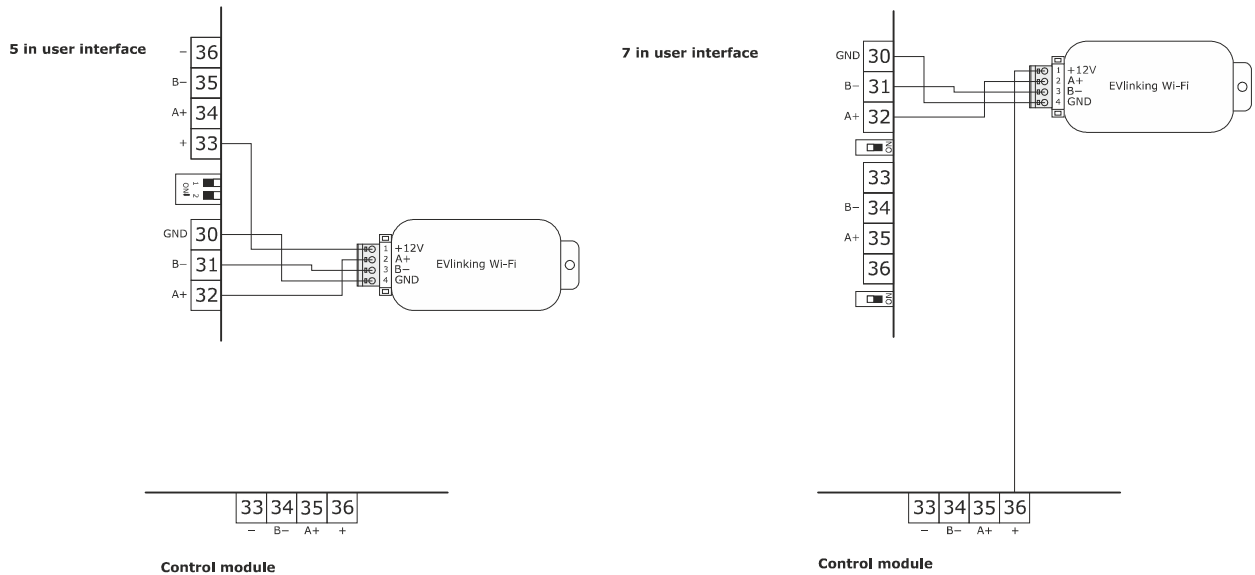 5 in user interface
- 36
B− 35
A+ 34
+ 33
ON
1 2
GND 30
B− 31
A+ 32
1 +12V
2 A+
3 B−
4 GND
EVlinking Wi-Fi
33 34 35 36
− B− A+ +
Control module
7 in user interface
GND 30
B− 31
A+ 32
ON
33
B− 34
A+ 35
36
ON
1 +12V
2 A+
3 B−
4 GND
EVlinking Wi-Fi
33 34 35 36
− B− A+ +
Control module